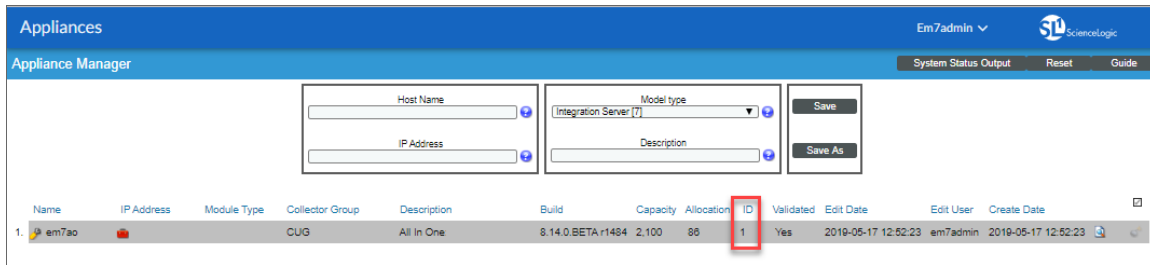 Appliances Em7admin SL1 ScienceLogic
Appliance Manager System Status Output Reset Guide
Host Name Model type
Integration Server [7] Save
IP Address Description
Save As
Name IP Address Module Type Collector Group Description Build Capacity Allocation ID Validated Edit Date Edit User Create Date
1. em7ao CUG All In One 8.14.0.BETA r1484 2,100 86 1 Yes 2019-05-17 12:52:23 em7admin 2019-05-17 12:52:23